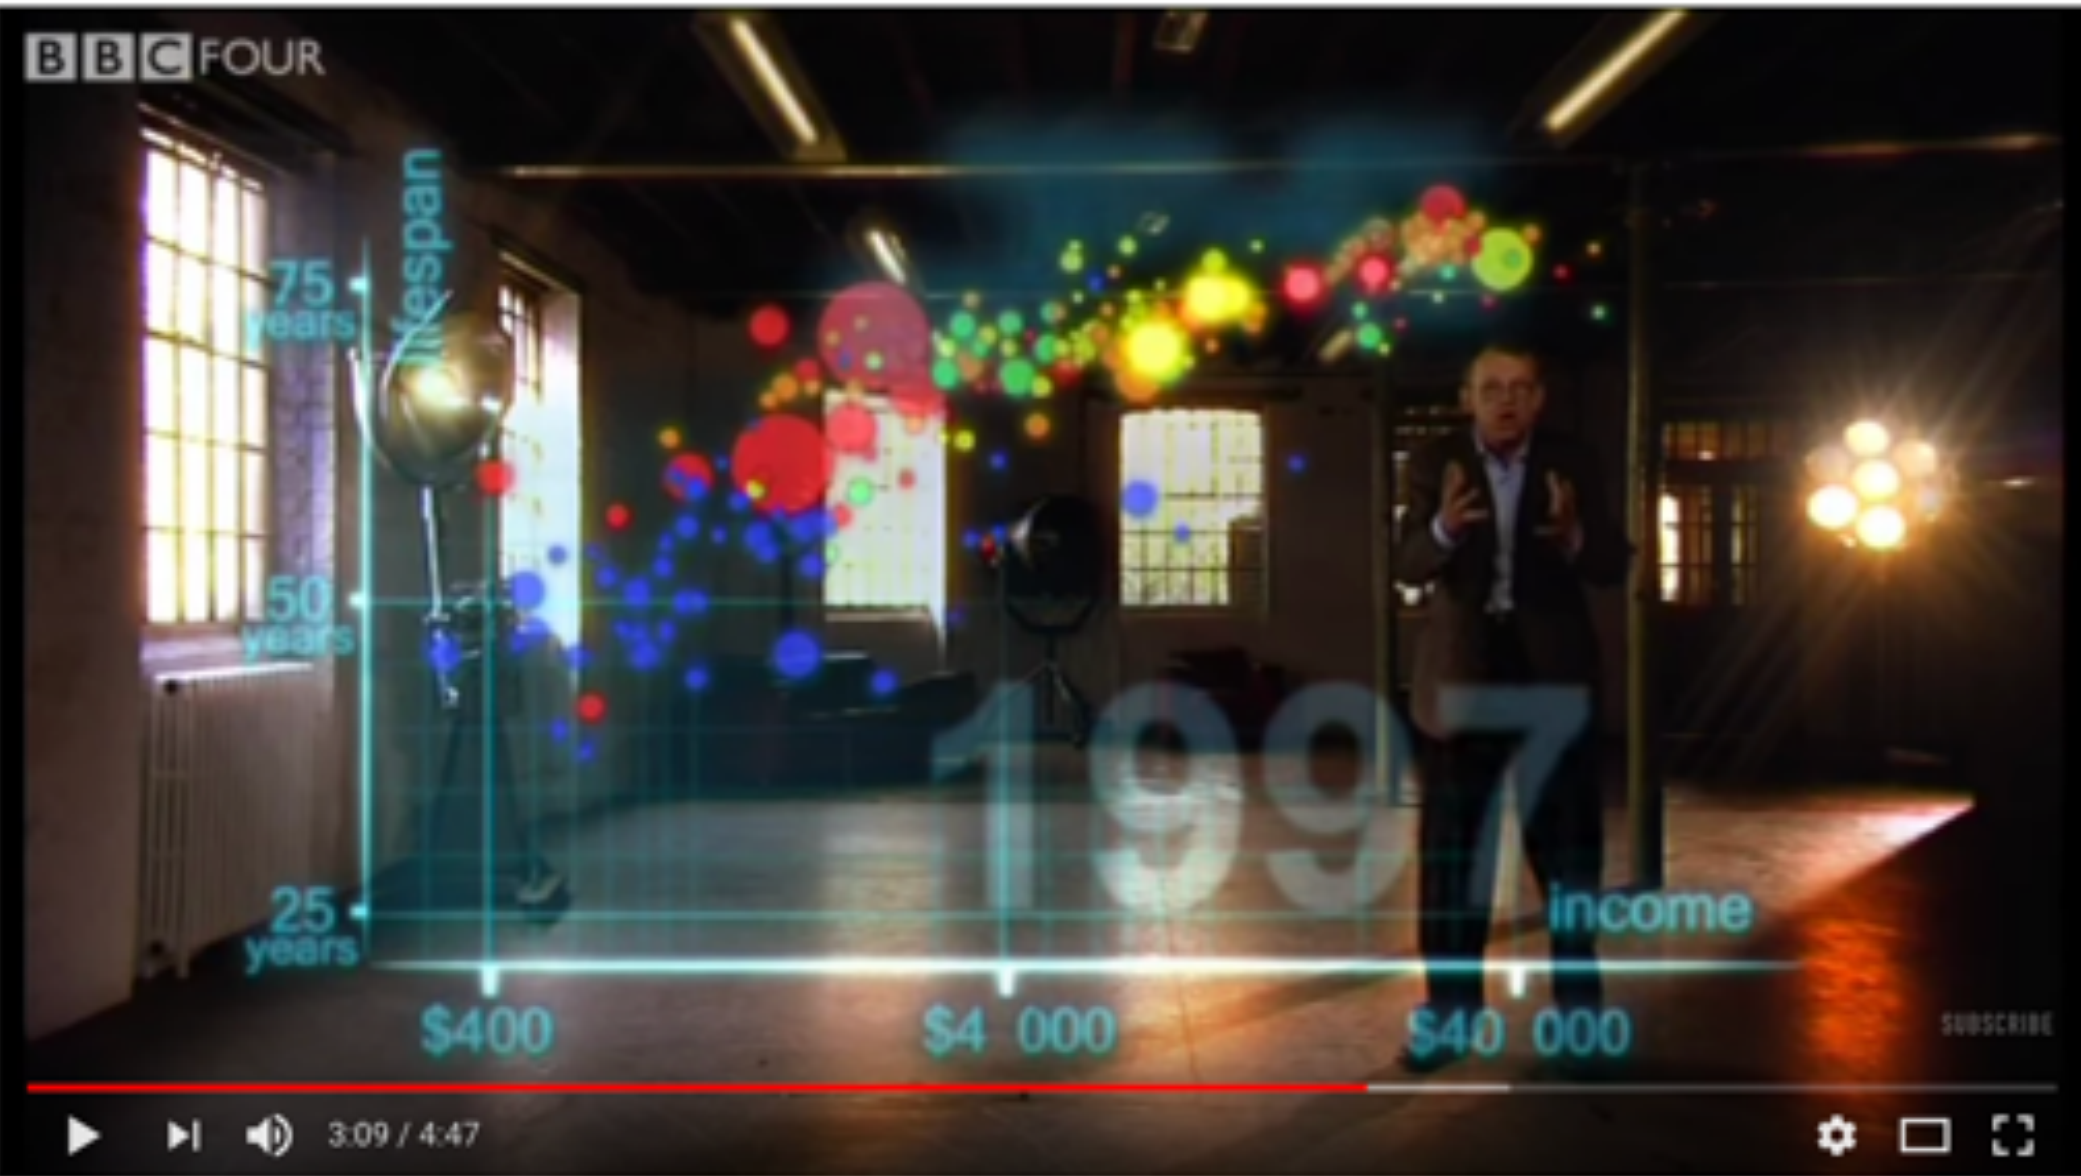 BBC FOUR
lifespan
75
years
50
years
25
years
1997
income
$400
$4 000
$40 000
SUBSCRIBE
3:09 / 4:47